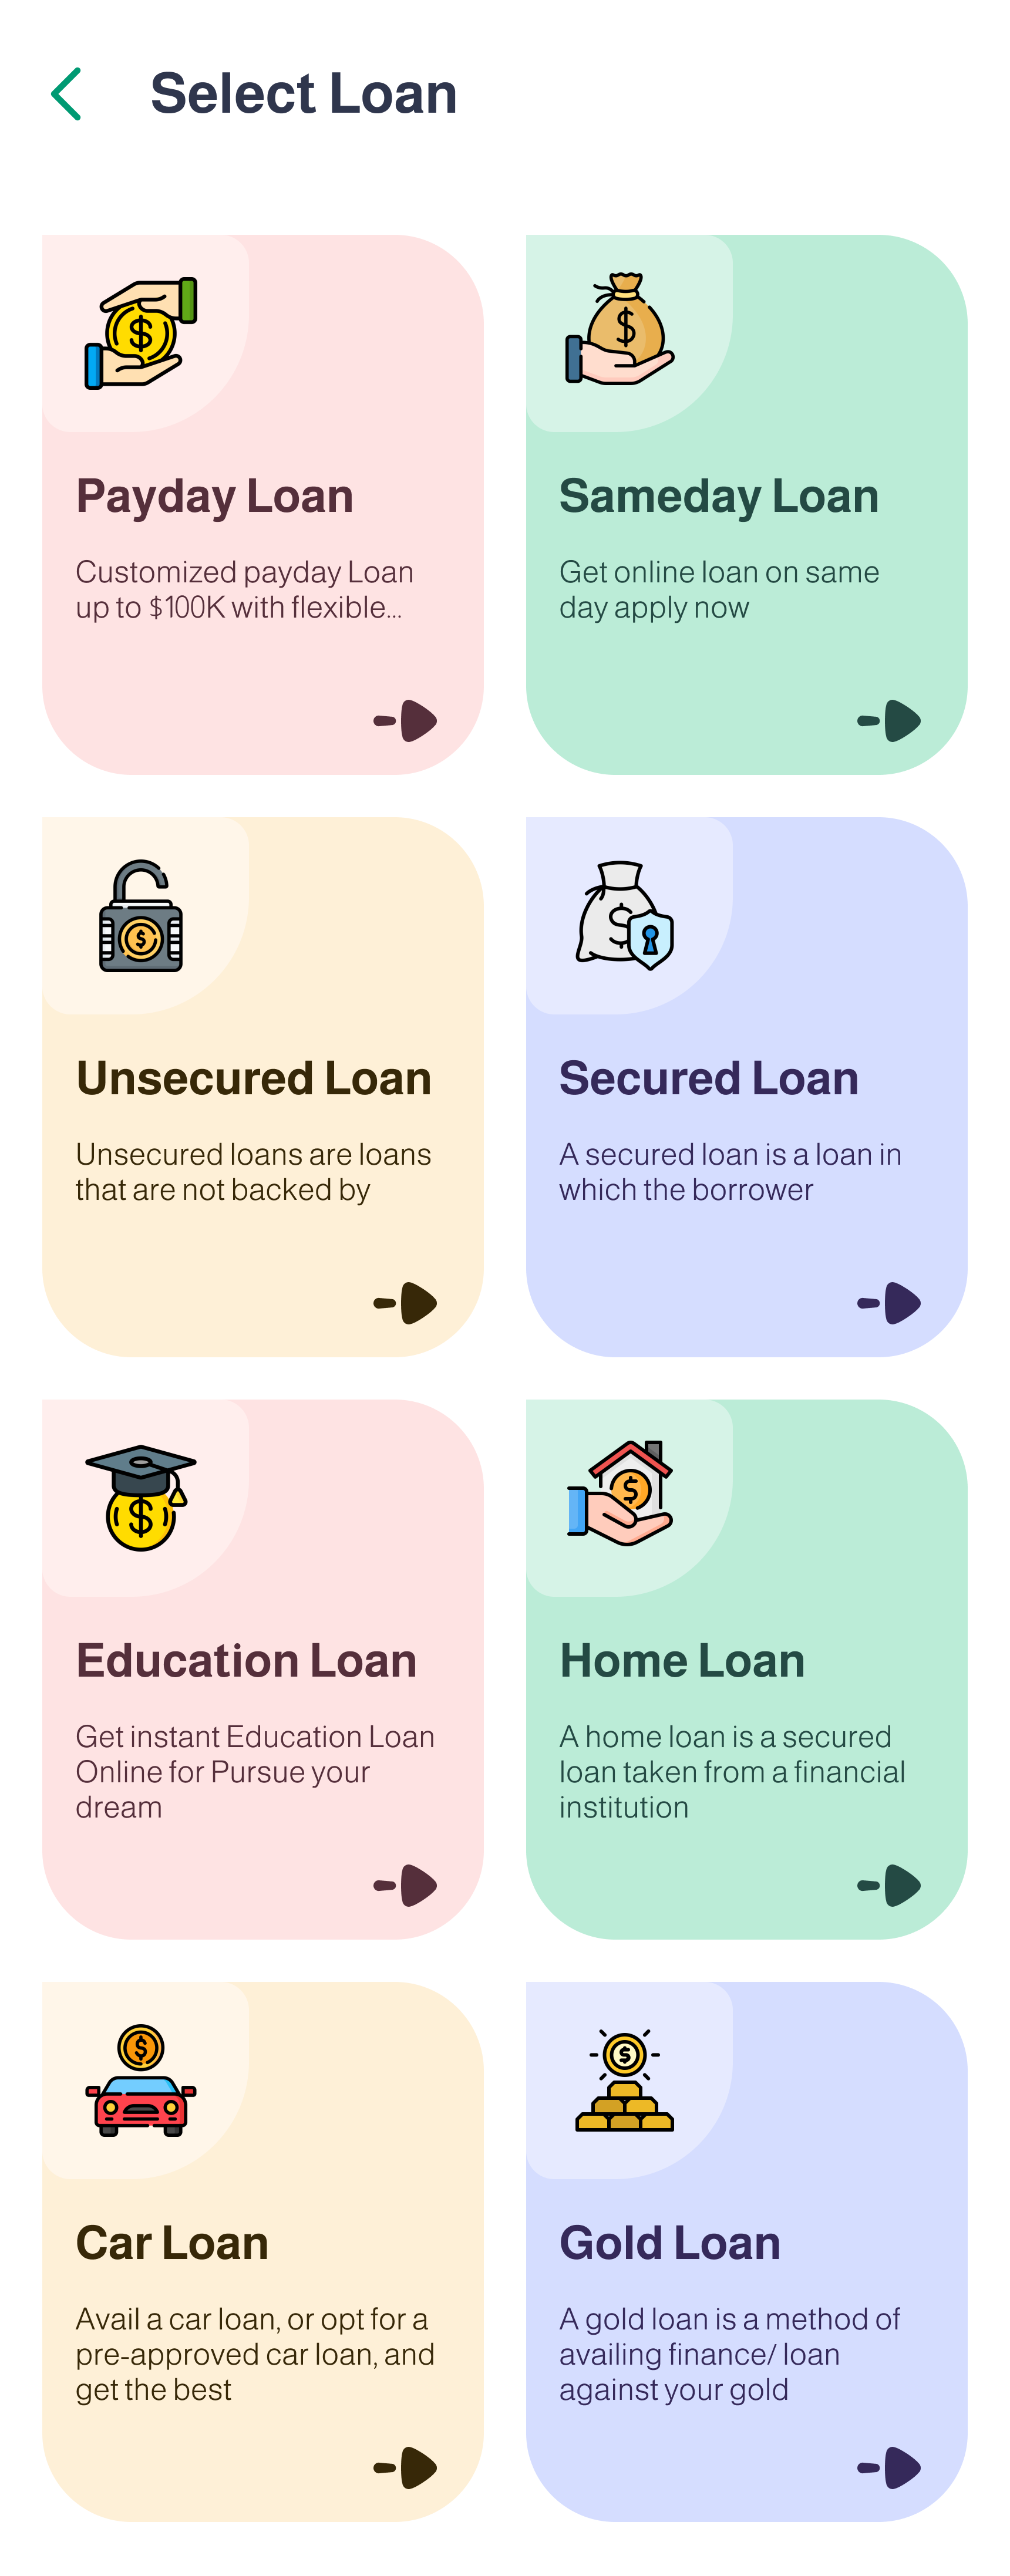 Select Loan
Payday Loan
Customized payday Loan
up to $100K with flexible...
Sameday Loan
Get online loan on same
day apply now
Unsecured Loan
Unsecured loans are loans
that are not backed by
Secured Loan
A secured loan is a loan in
which the borrower
Education Loan
Get instant Education Loan
Online for Pursue your
dream
Home Loan
A home loan is a secured
loan taken from a financial
institution
Car Loan
Avail a car loan, or opt for a
pre-approved car loan, and
get the best
Gold Loan
A gold loan is a method of
availing finance/ loan
against your gold